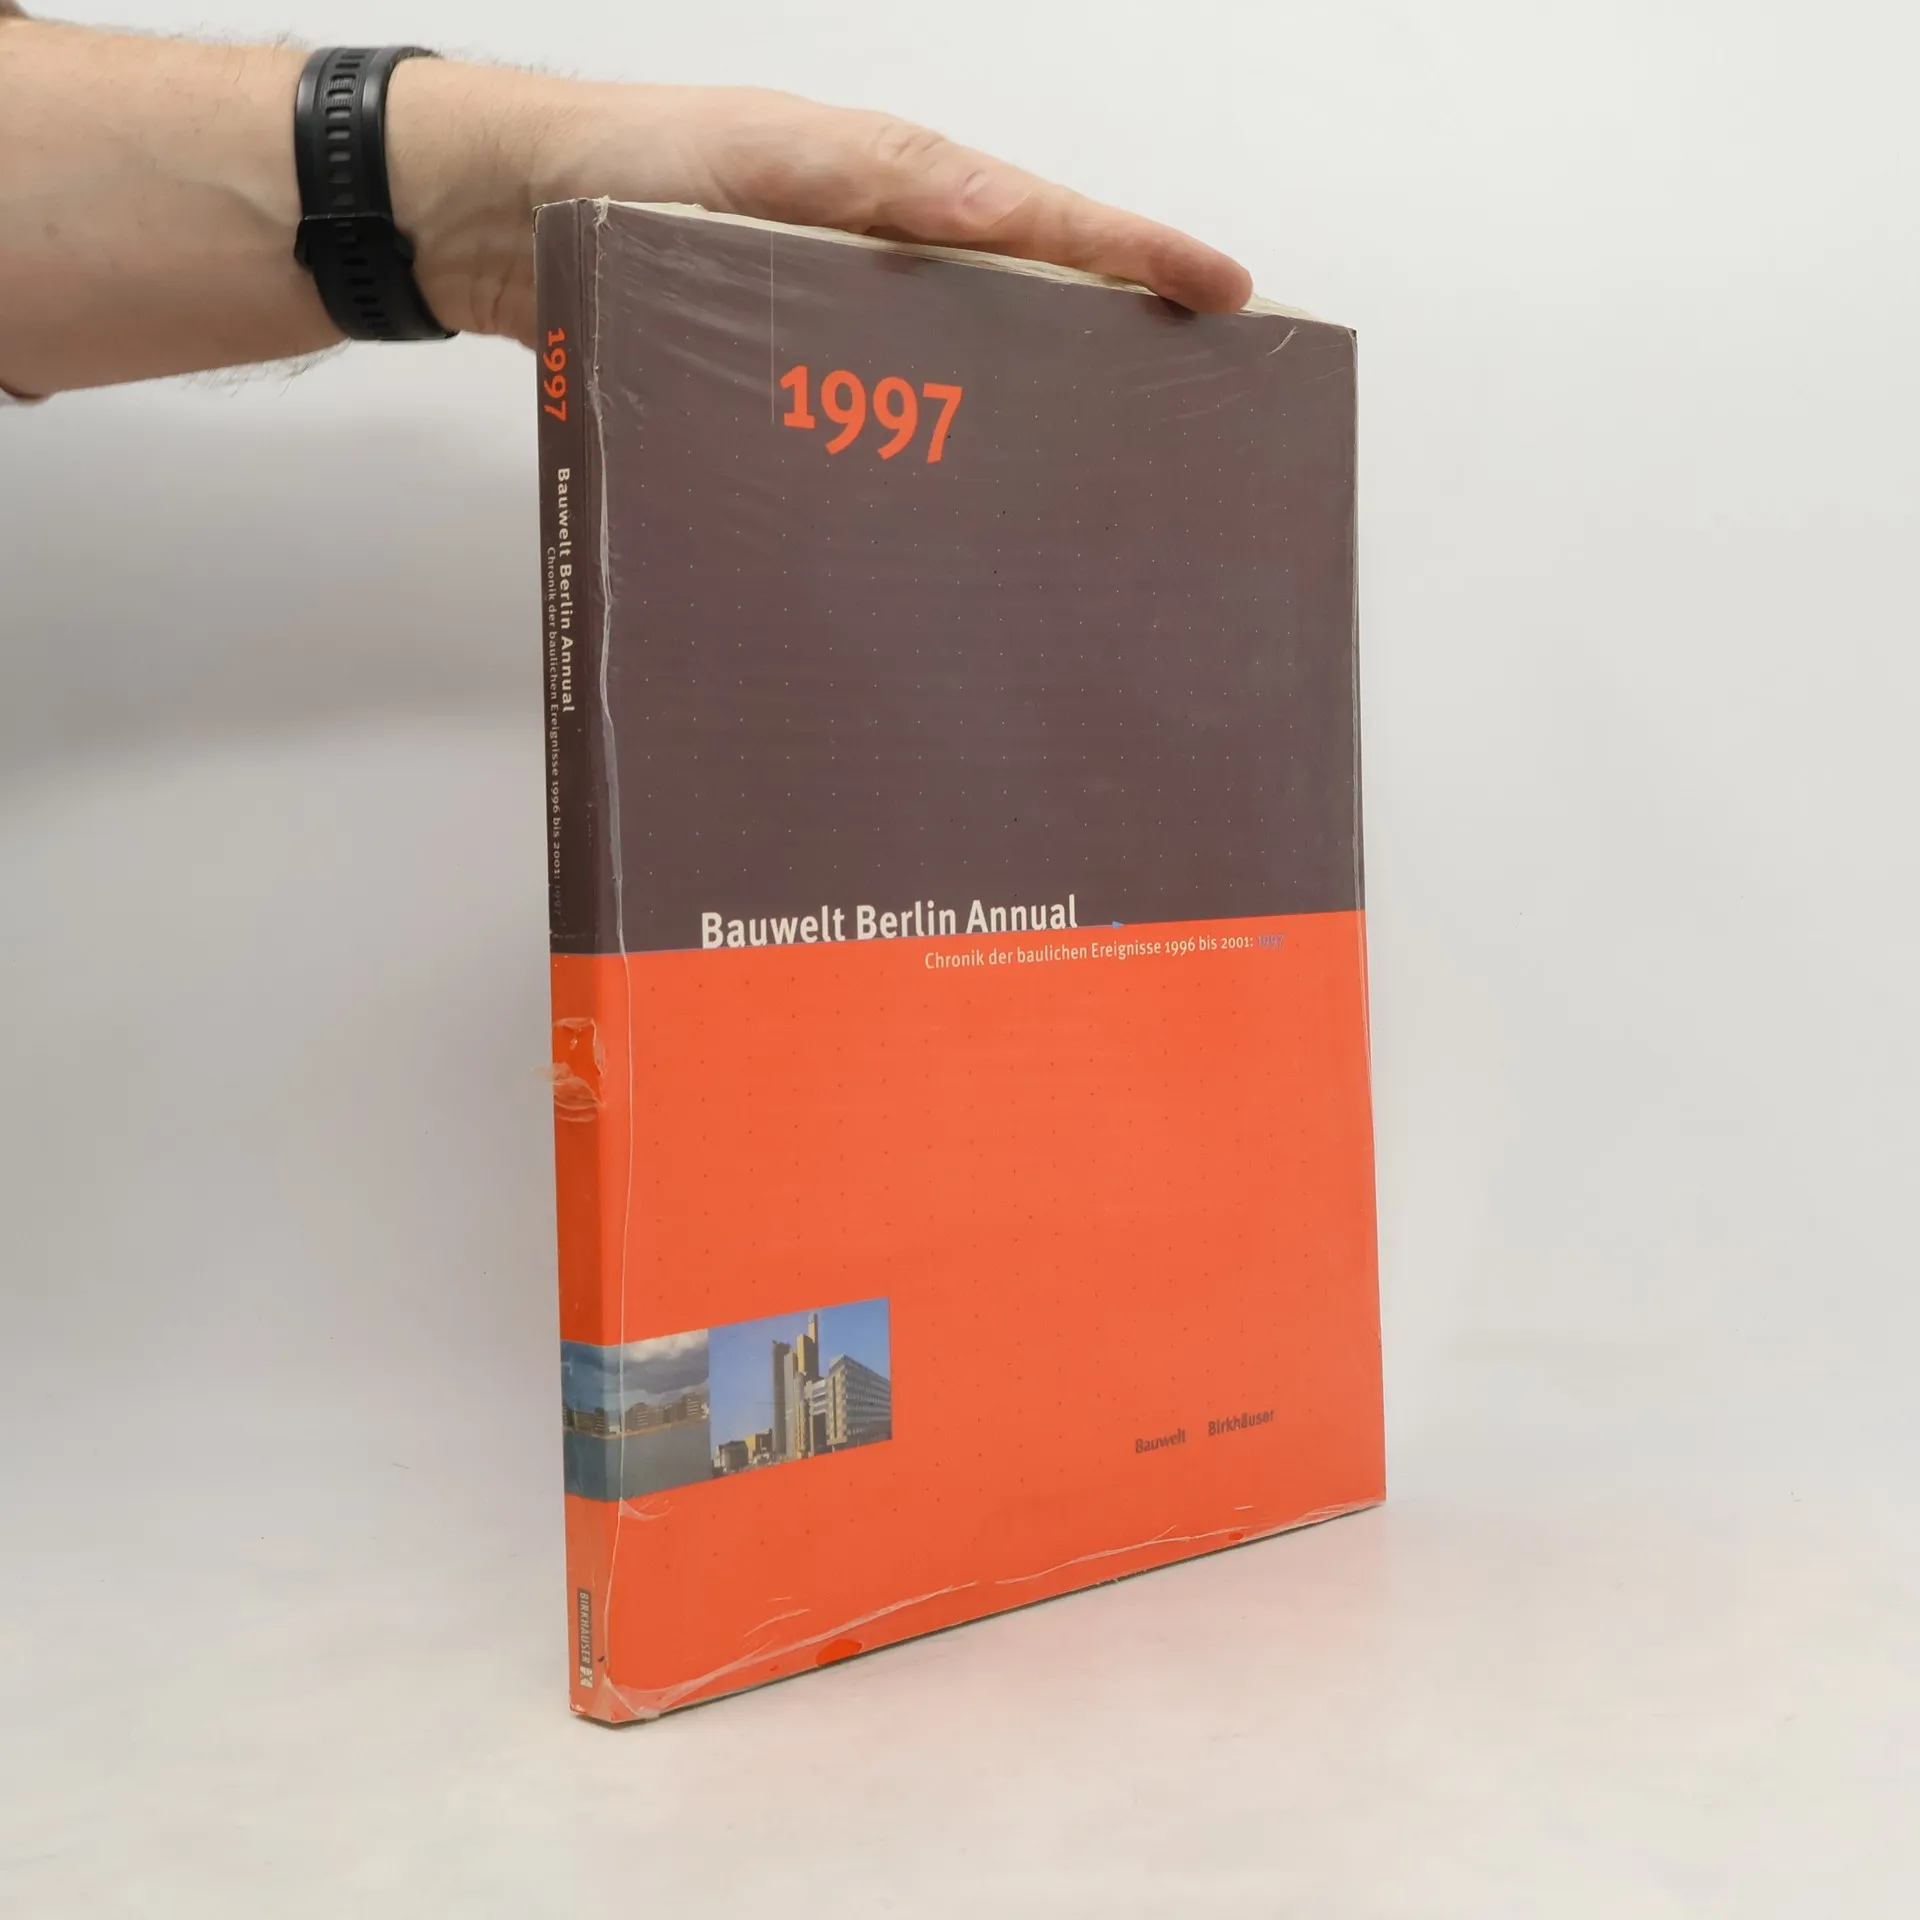 1997
Bauwelt Berlin Annual
Chronik der baulichen Ereignisse 1996 bis 2001: 1997
Bauwelt Birkhäuser
1997
Bauwelt Berlin Annual
Chronik der baulichen Ereignisse 1996 bis 2001: 1997
BIRKHÄUSER